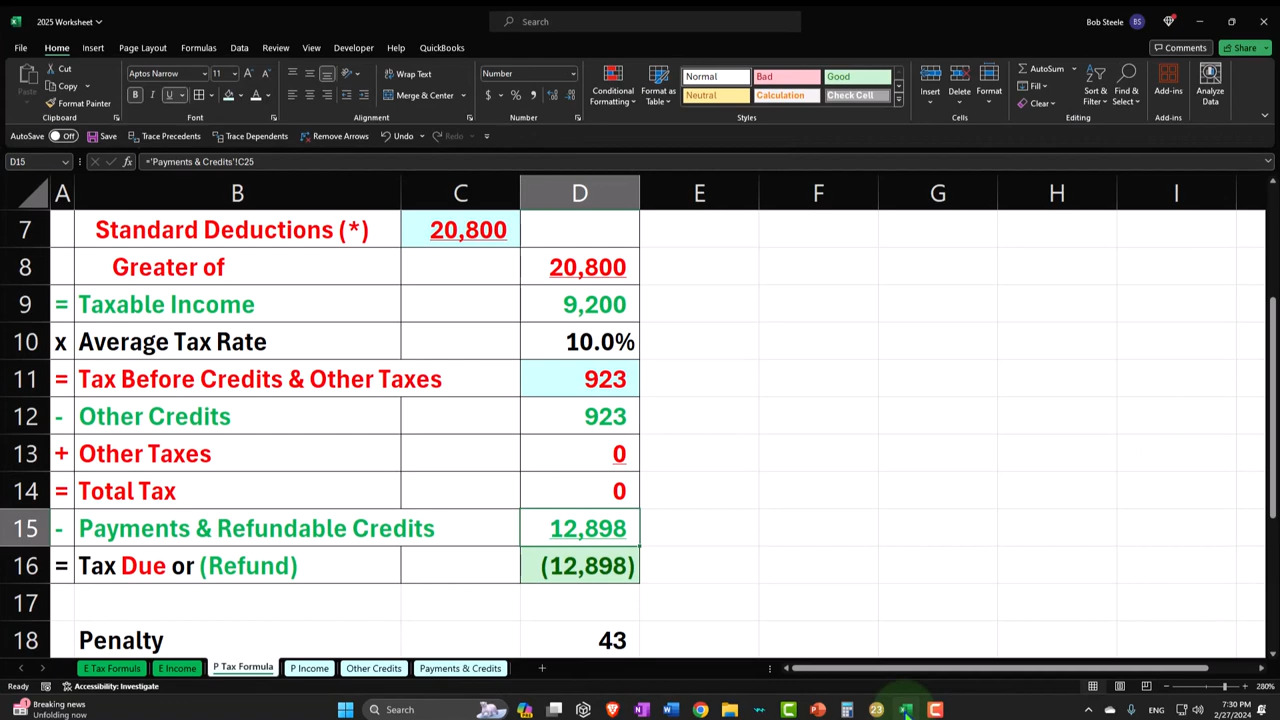 2025 Worksheet
Search
Bob Steele BS
File Home Insert Page Layout Formulas Data Review View Developer Help QuickBooks Comments Share
Paste Cut Copy Format Painter Clipboard
Aptos Narrow 11 A A B I U A Font
Wrap Text Merge & Center Alignment
Number $ % , Number
Conditional Formatting Format as Table
Normal Bad Good
Neutral Calculation Check Cell
Styles
Insert Delete Format Cells
AutoSum Fill Clear Sort & Filter Find & Select Editing
Add-ins Add-ins
Analyze Data
AutoSave Off Save Trace Precedents Trace Dependents Remove Arrows Undo Redo
D15 fx ='Payments & Credits'!C25
A B C D E F G H I
7 Standard Deductions (*) 20,800
8 Greater of 20,800
9 = Taxable Income 9,200
10 x Average Tax Rate 10.0%
11 = Tax Before Credits & Other Taxes 923
12 - Other Credits 923
13 + Other Taxes 0
14 = Total Tax 0
15 - Payments & Refundable Credits 12,898
16 = Tax Due or (Refund) (12,898)
17
18 Penalty 43
E Tax Formuls E Income P Tax Formula P Income Other Credits Payments & Credits
Ready Accessibility: Investigate 280%
Breaking news
Unfolding now
Search
23
ENG
7:30 PM
2/27/2024